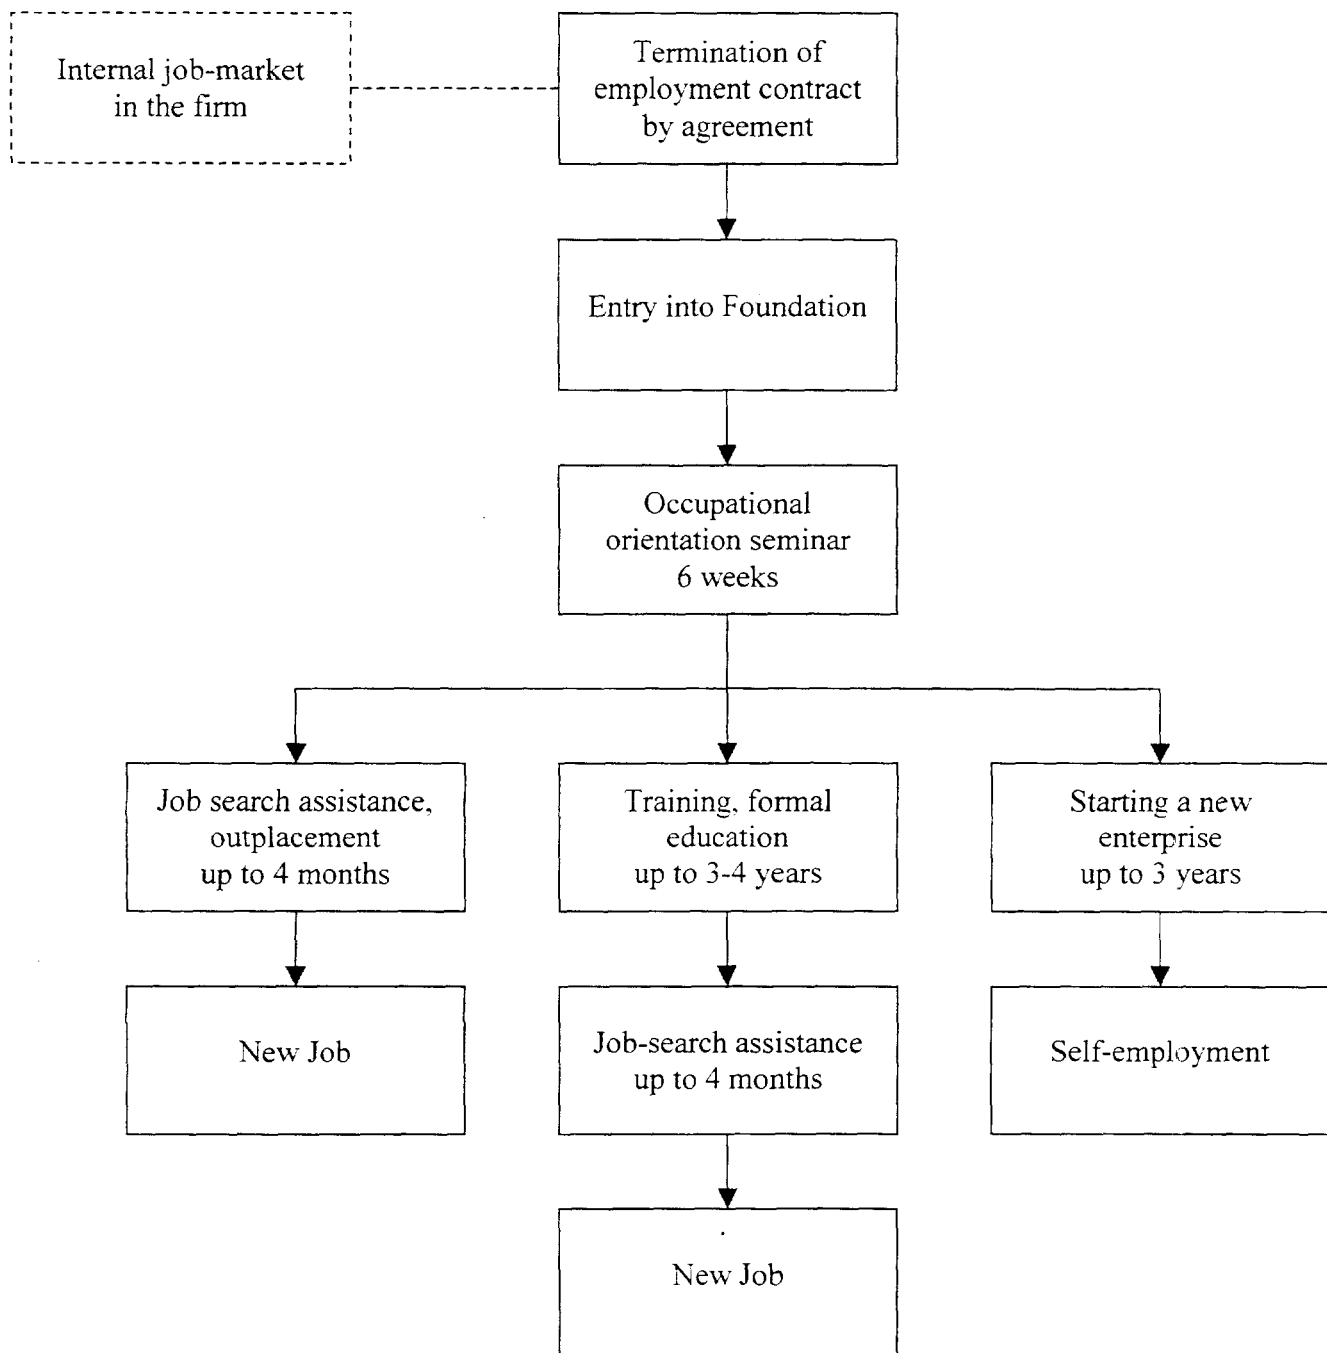 Internal job-market
in the firm
Termination of
employment contract
by agreement
Entry into Foundation
Occupational
orientation seminar
6 weeks
Job search assistance,
outplacement
up to 4 months
Training, formal
education
up to 3-4 years
Starting a new
enterprise
up to 3 years
New Job
Job-search assistance
up to 4 months
Self-employment
New Job